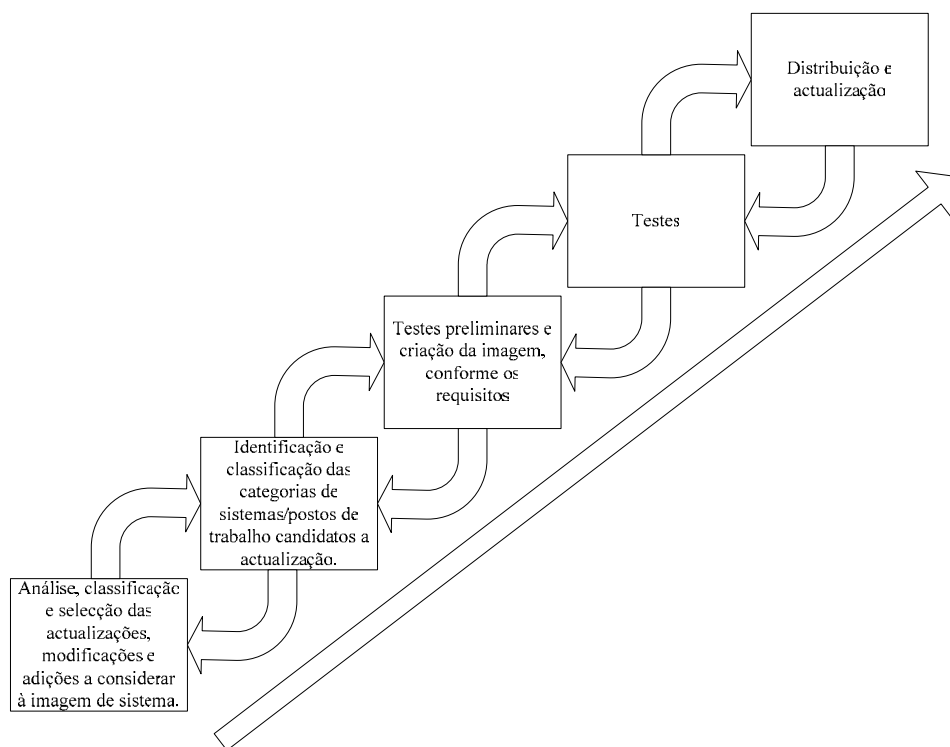 Distribuição e
actualização
Testes
Testes preliminares e
criação da imagem,
conforme os
requisitos
Identificação e
classificação das
categorias de
sistemas/postos de
trabalho candidatos a
actualização.
Análise, classificação
e selecção das
actualizações,
modificações e
adições a considerar
à imagem de sistema.